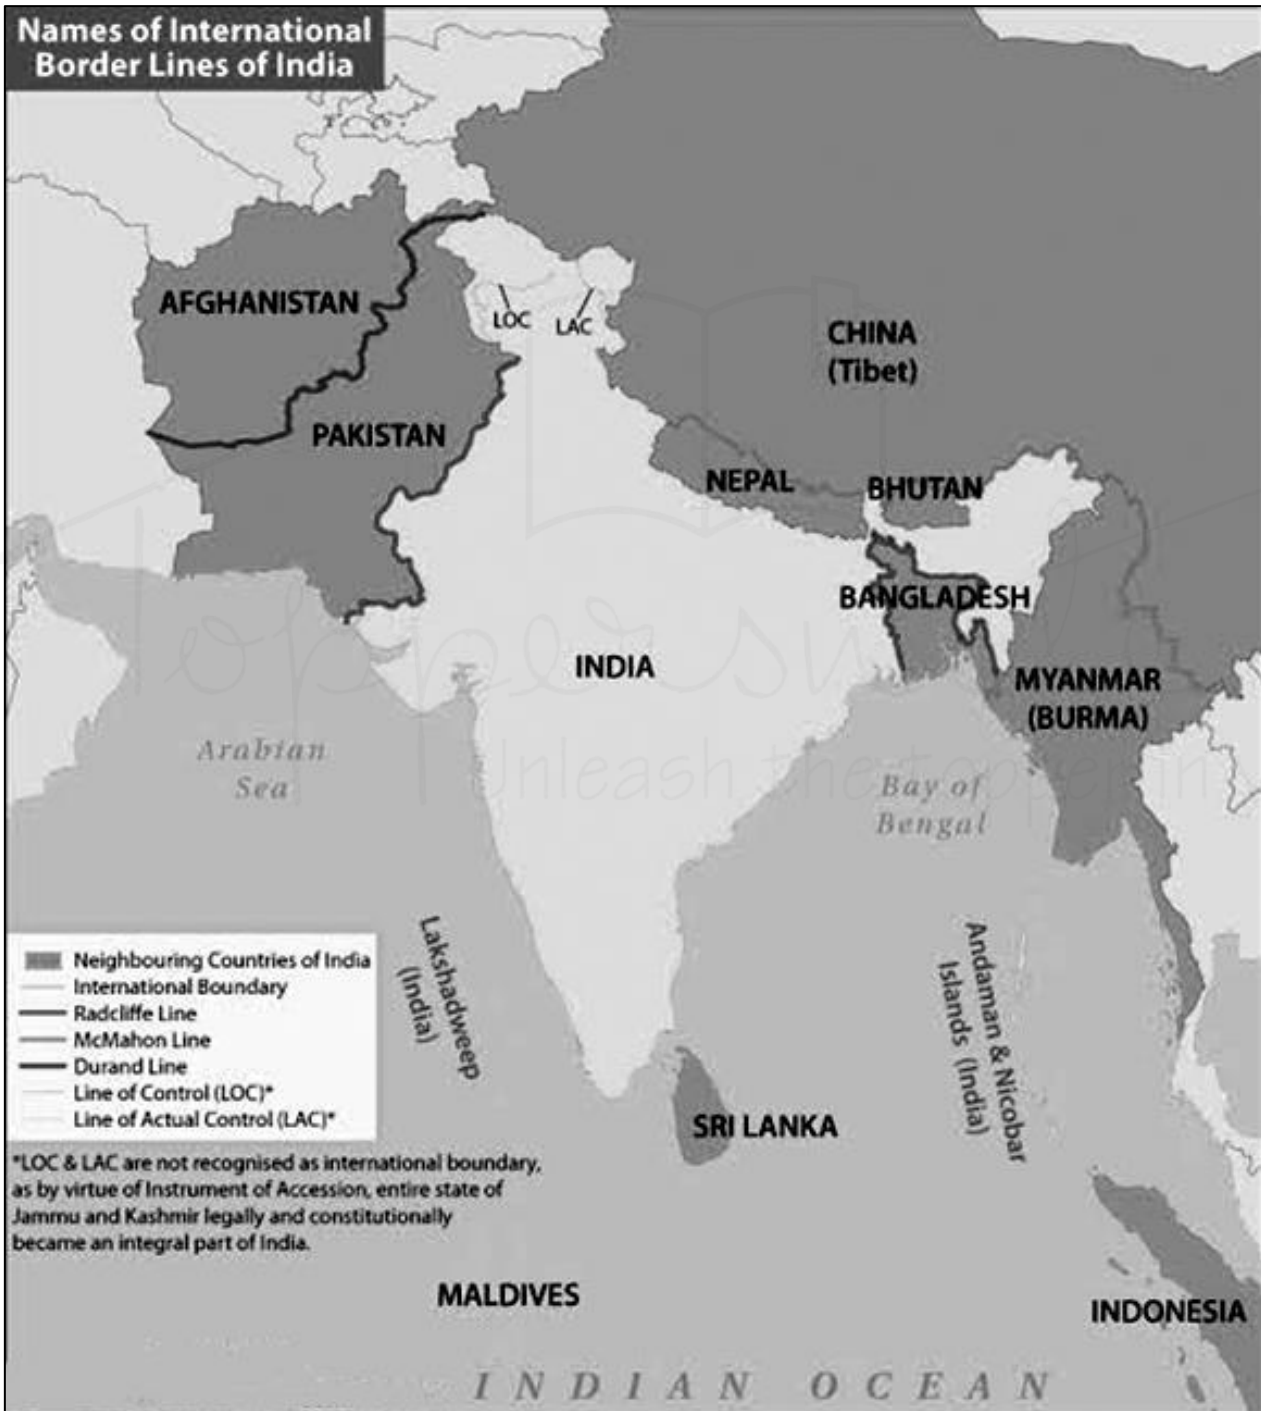 Names of International
Border Lines of India
AFGHANISTAN
LOC
LAC
CHINA
(Tibet)
PAKISTAN
NEPAL
BHUTAN
BANGLADESH
INDIA
MYANMAR
(BURMA)
Arabian
Sea
Unleash the topper in
Bay of
Bengal
Lakshadweep
(India)
Andaman & Nicobar
Islands (India)
Neighbouring Countries of India
International Boundary
Radcliffe Line
McMahon Line
Durand Line
Line of Control (LOC)*
Line of Actual Control (LAC)*
SRI LANKA
*LOC & LAC are not recognised as international boundary,
as by virtue of Instrument of Accession, entire state of
Jammu and Kashmir legally and constitutionally
became an integral part of India.
MALDIVES
INDONESIA
INDIAN OCEAN